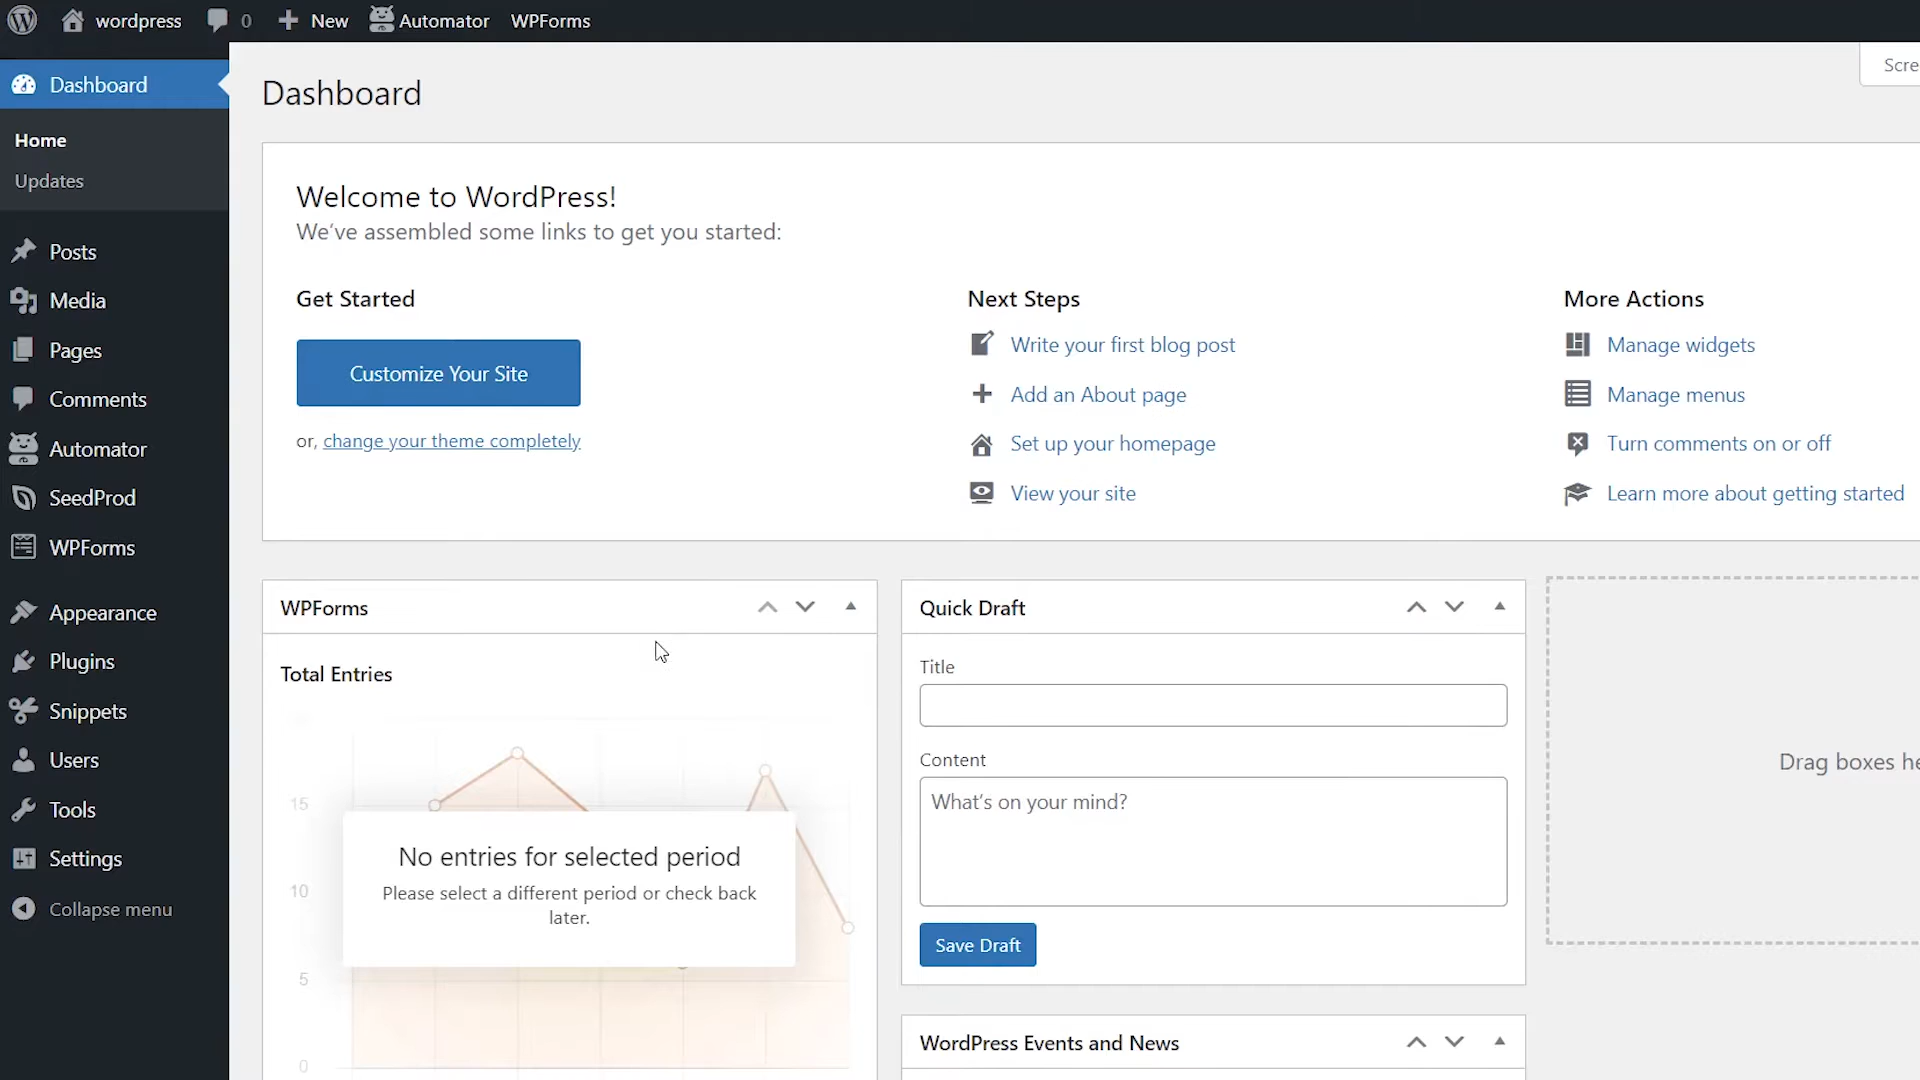 wordpress 0 New Automator WPForms
Scre
Dashboard
Home
Updates
Posts
Media
Pages
Comments
Automator
SeedProd
WPForms
Appearance
Plugins
Snippets
Users
Tools
Settings
Collapse menu
Dashboard
Welcome to WordPress!
We've assembled some links to get you started:
Get Started
Customize Your Site
or, change your theme completely
Next Steps
Write your first blog post
Add an About page
Set up your homepage
View your site
More Actions
Manage widgets
Manage menus
Turn comments on or off
Learn more about getting started
WPForms
Total Entries
15
10
5
0
No entries for selected period
Please select a different period or check back
later.
Quick Draft
Title
Content
What's on your mind?
Save Draft
WordPress Events and News
Drag boxes he